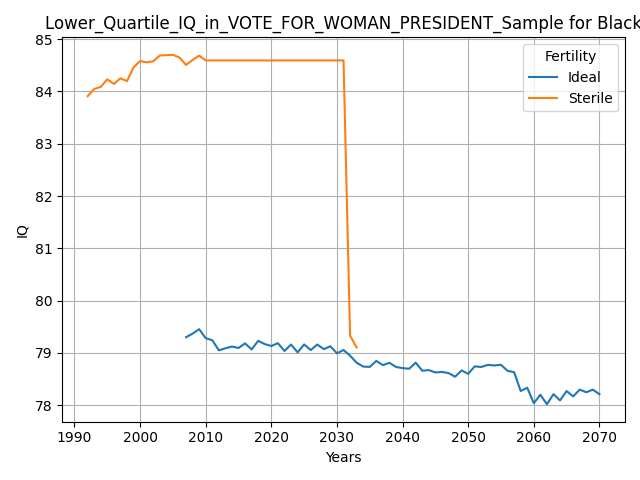 Lower_Quartile_IQ_in_VOTE_FOR_WOMAN_PRESIDENT_Sample for Black
85
84
83
82
81
80
79
78
IQ
Fertility
Ideal
Sterile
1990 2000 2010 2020 2030 2040 2050 2060 2070
Years